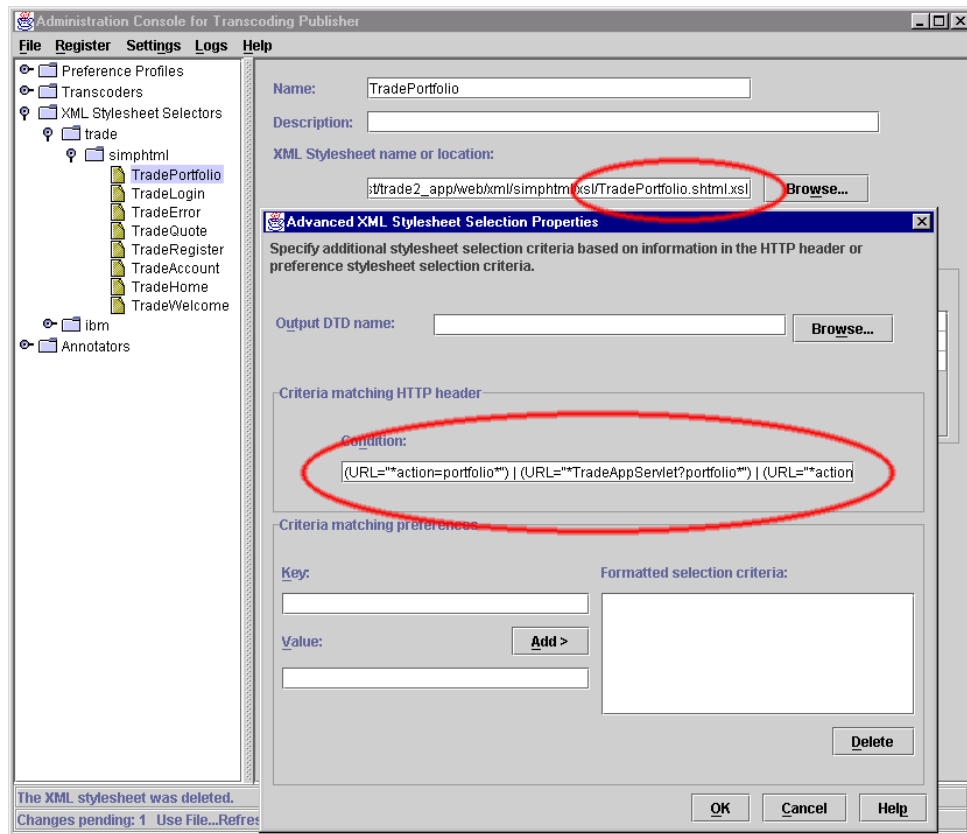 Administration Console for Transcoding Publisher
File Register Settings Logs Help
Preference Profiles
Transcoders
XML Stylesheet Selectors
trade
simphtml
TradePortfolio
TradeLogin
TradeError
TradeQuote
TradeRegister
TradeAccount
TradeHome
TradeWelcome
ibm
Annotators
Name: TradePortfolio
Description:
XML Stylesheet name or location:
st/trade2_app/web/xml/simphtml/xsl/TradePortfolio.shtml.xsl Browse...
Advanced XML Stylesheet Selection Properties
Specify additional stylesheet selection criteria based on information in the HTTP header or
preference stylesheet selection criteria.
Output DTD name: Browse...
Criteria matching HTTP header
Condition:
(URL="*action=portfolio*") | (URL="*TradeAppServlet?portfolio*") | (URL="*action
Criteria matching preferences
Key: Formatted selection criteria:
Value: Add >
Delete
OK Cancel Help
The XML stylesheet was deleted.
Changes pending: 1 Use File...Refres